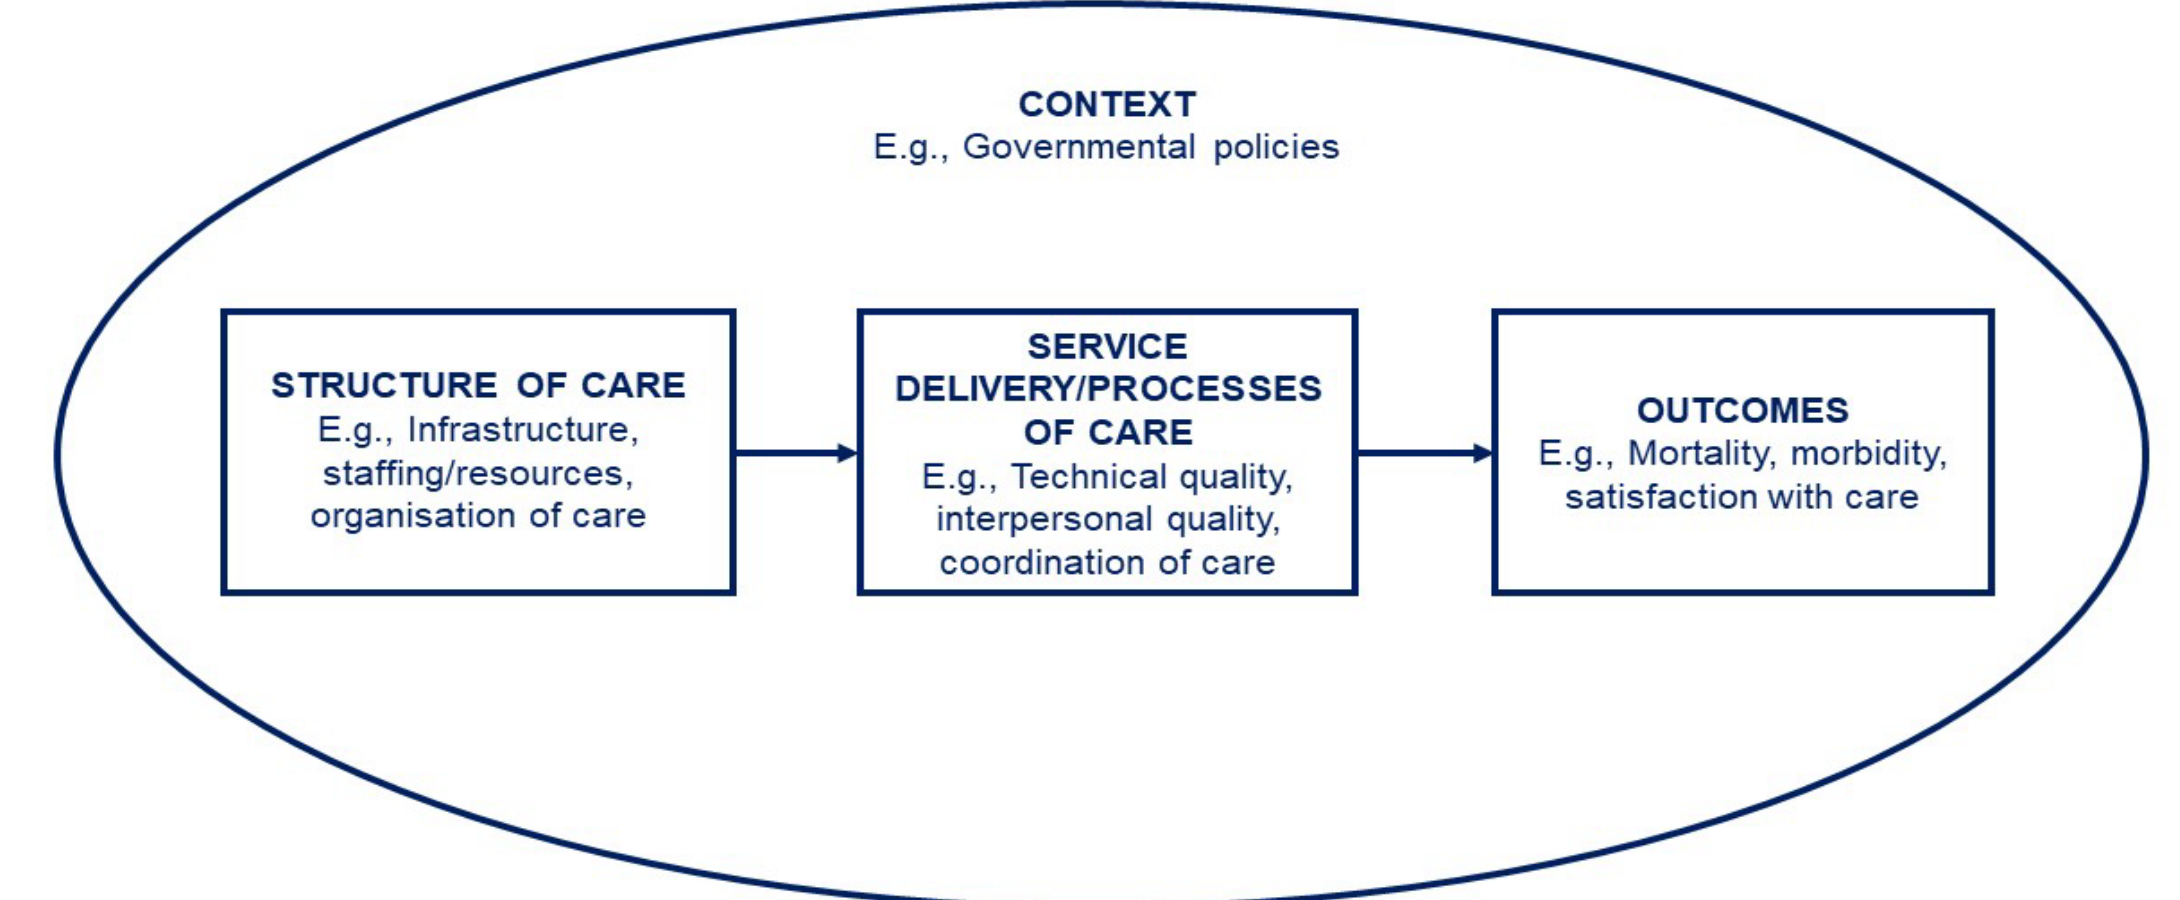 CONTEXT
E.g., Governmental policies
STRUCTURE OF CARE
E.g., Infrastructure,
staffing/resources,
organisation of care
SERVICE
DELIVERY/PROCESSES
OF CARE
E.g., Technical quality,
interpersonal quality,
coordination of care
OUTCOMES
E.g., Mortality, morbidity,
satisfaction with care